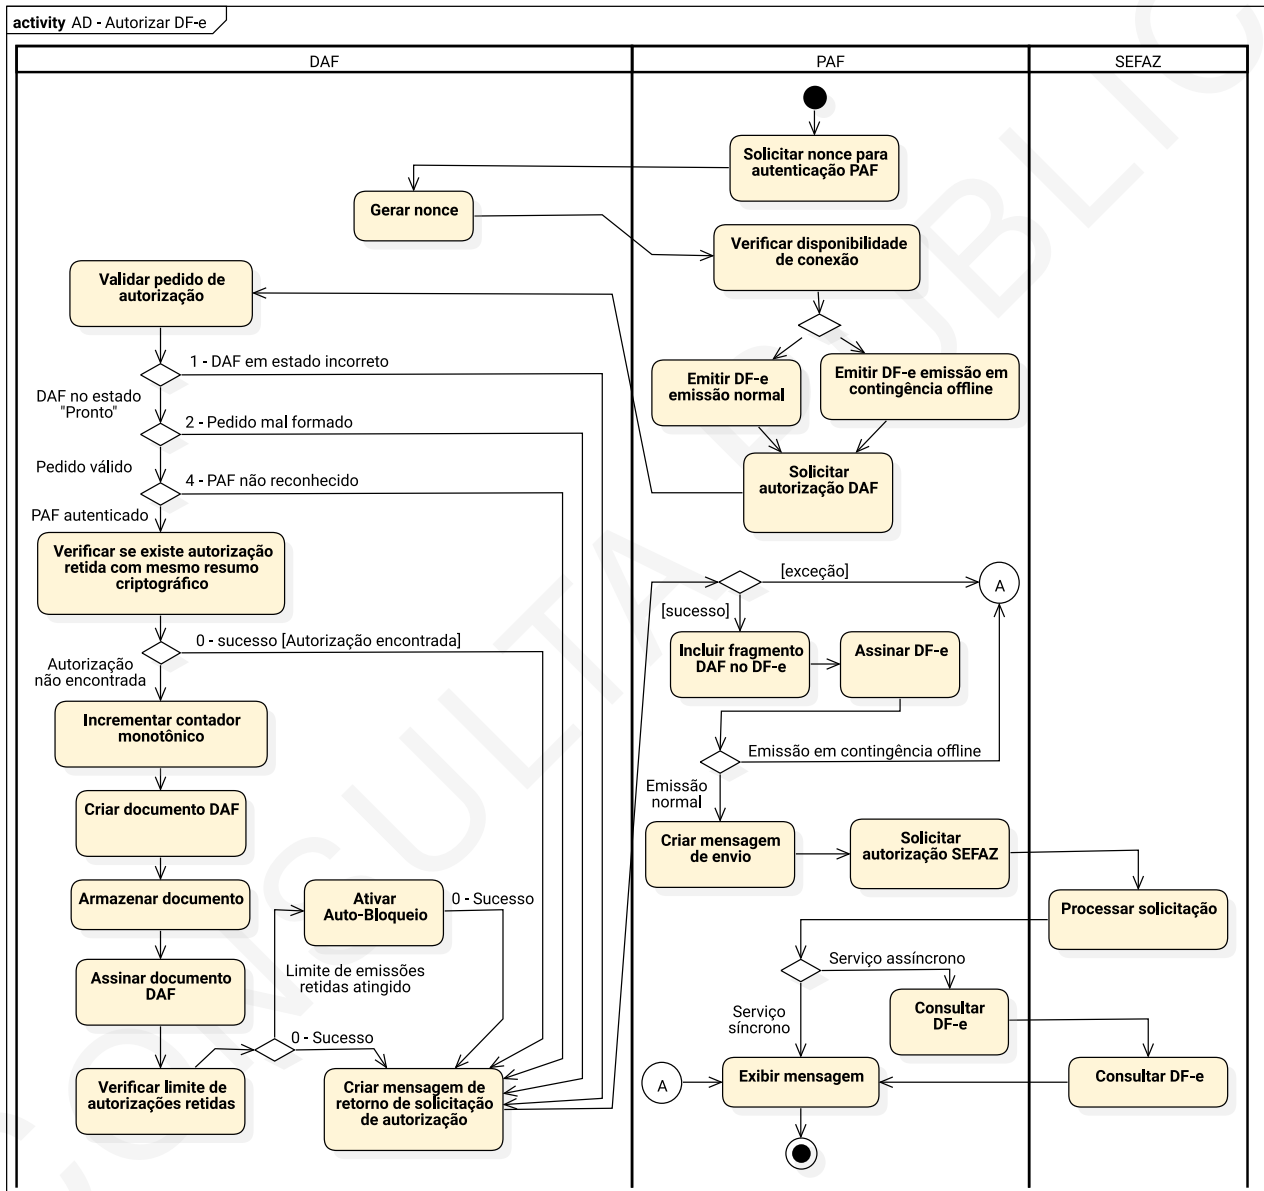 activity AD - Autorizar DF-e
DAF
PAF
SEFAZ
Solicitar nonce para
autenticação PAF
Gerar nonce
Verificar disponibilidade
de conexão
Validar pedido de
autorização
1 - DAF em estado incorreto
Emitir DF-e
emissão normal
Emitir DF-e emissão em
contingência offline
DAF no estado
"Pronto"
2 - Pedido mal formado
Pedido válido
4 - PAF não reconhecido
Solicitar
autorização DAF
PAF autenticado
Verificar se existe autorização
retida com mesmo resumo
criptográfico
[exceção]
A
[sucesso]
0 - sucesso [Autorização encontrada]
Autorização
não encontrada
Incluir fragmento
DAF no DF-e
Assinar DF-e
Incrementar contador
monotônico
Emissão em contingência offline
Emissão
normal
Criar documento DAF
Criar mensagem
de envio
Solicitar
autorização SEFAZ
Armazenar documento
Ativar
Auto-Bloqueio
0 - Sucesso
Processar solicitação
Assinar documento
DAF
Limite de emissões
retidas atingido
Serviço assíncrono
Consultar
DF-e
Serviço
síncrono
0 - Sucesso
Verificar limite de
autorizações retidas
Criar mensagem de
retorno de solicitação
de autorização
A
Exibir mensagem
Consultar DF-e
CONSULTA PUBLIC